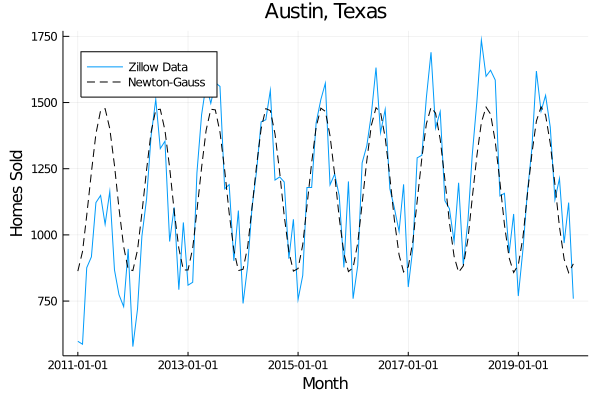 Austin, Texas
1750
1500
1250
1000
750
Homes Sold
Zillow Data
Newton-Gauss
2011-01-01 2013-01-01 2015-01-01 2017-01-01 2019-01-01
Month